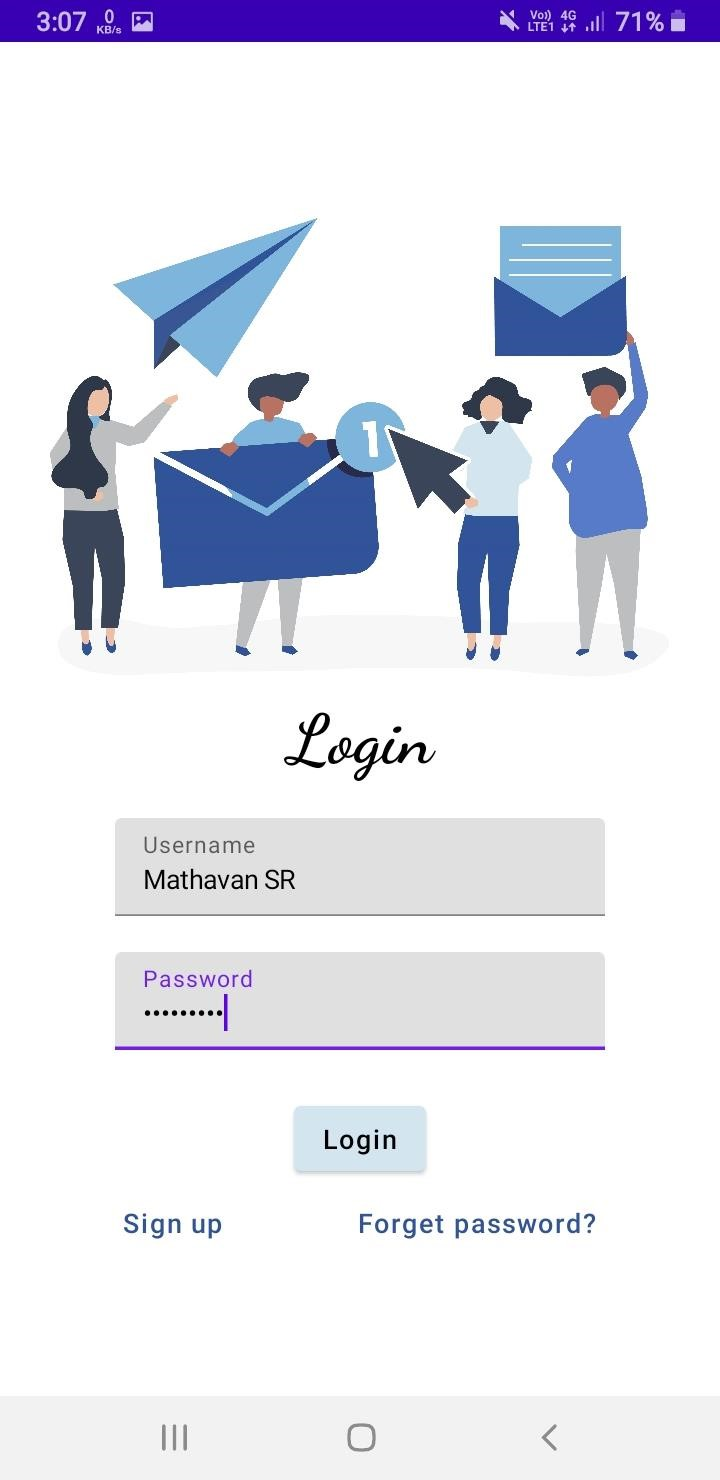 3:07 0 KB/s Vo)) LTE1 4G 71%
1
Login
Username
Mathavan SR
Password
•••••••••
Login
Sign up Forget password?